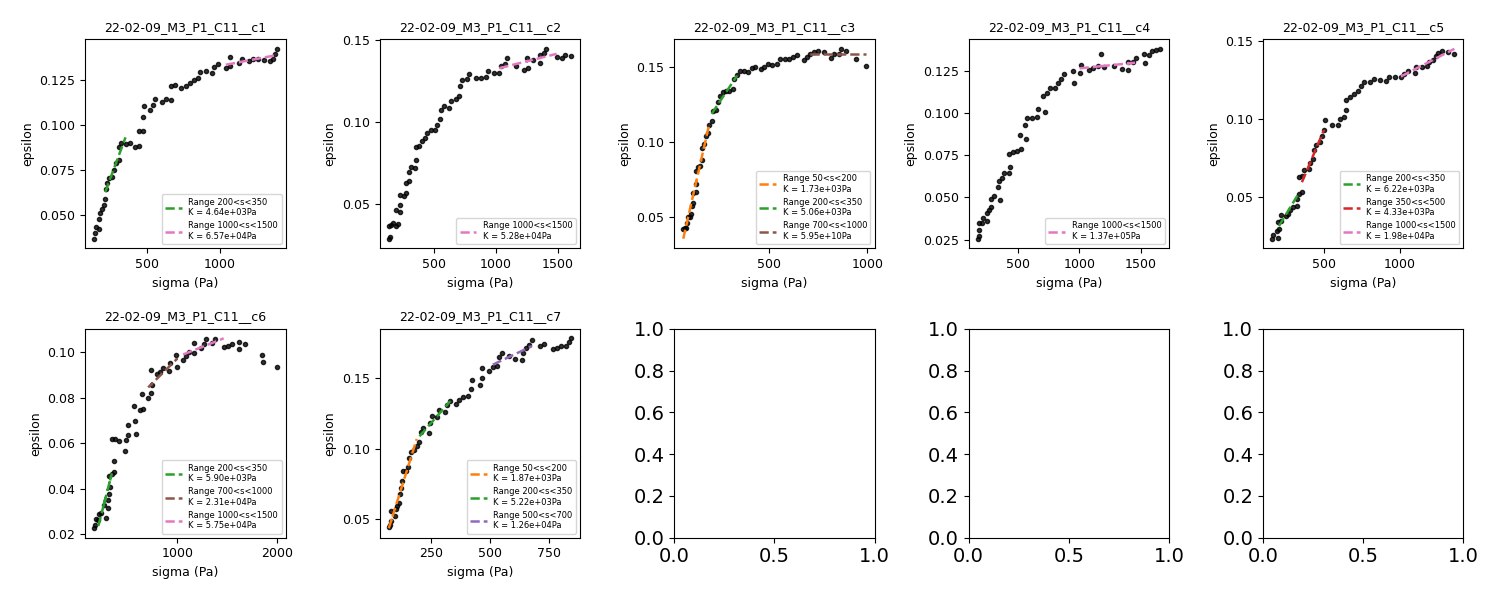 22-02-09_M3_P1_C11__c1
22-02-09_M3_P1_C11__c2
22-02-09_M3_P1_C11__c3
22-02-09_M3_P1_C11__c4
22-02-09_M3_P1_C11__c5
epsilon
0.125
0.100
0.075
0.050
500
1000
sigma (Pa)
Range 200<s<350
K = 4.64e+03Pa
Range 1000<s<1500
K = 6.57e+04Pa
epsilon
0.15
0.10
0.05
500
1000
1500
sigma (Pa)
Range 1000<s<1500
K = 5.28e+04Pa
epsilon
0.15
0.10
0.05
500
1000
sigma (Pa)
Range 50<s<200
K = 1.73e+03Pa
Range 200<s<350
K = 5.06e+03Pa
Range 700<s<1000
K = 5.95e+10Pa
epsilon
0.125
0.100
0.075
0.050
0.025
500
1000
1500
sigma (Pa)
Range 1000<s<1500
K = 1.37e+05Pa
epsilon
0.15
0.10
0.05
500
1000
sigma (Pa)
Range 200<s<350
K = 6.22e+03Pa
Range 350<s<500
K = 4.33e+03Pa
Range 1000<s<1500
K = 1.98e+04Pa
22-02-09_M3_P1_C11__c6
22-02-09_M3_P1_C11__c7
epsilon
0.10
0.08
0.06
0.04
0.02
1000
2000
sigma (Pa)
Range 200<s<350
K = 5.90e+03Pa
Range 700<s<1000
K = 2.31e+04Pa
Range 1000<s<1500
K = 5.75e+04Pa
epsilon
0.15
0.10
0.05
250
500
750
sigma (Pa)
Range 50<s<200
K = 1.87e+03Pa
Range 200<s<350
K = 5.22e+03Pa
Range 500<s<700
K = 1.26e+04Pa
1.0
0.8
0.6
0.4
0.2
0.0
0.0
0.5
1.0
1.0
0.8
0.6
0.4
0.2
0.0
0.0
0.5
1.0
1.0
0.8
0.6
0.4
0.2
0.0
0.0
0.5
1.0